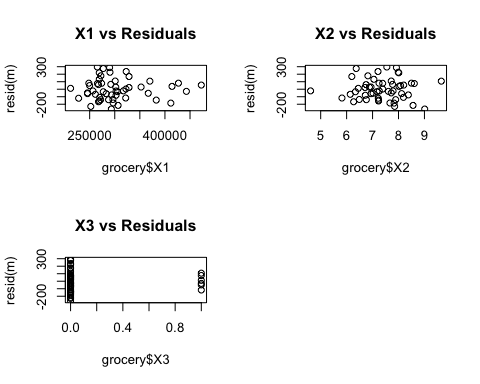 X1 vs Residuals
resid(m)
-200 300
250000 400000
grocery$X1
X2 vs Residuals
resid(m)
-200 300
5 6 7 8 9
grocery$X2
X3 vs Residuals
resid(m)
-200 300
0.0 0.4 0.8
grocery$X3